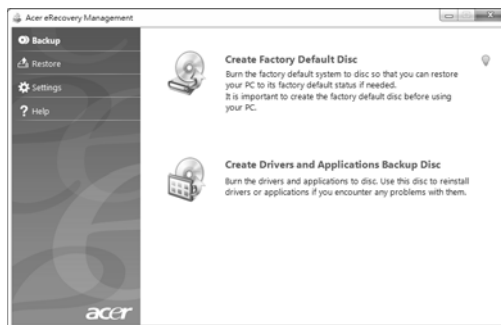 Acer eRecovery Management
Backup
Restore
Settings
Help
Create Factory Default Disc
Burn the factory default system to disc so that you can restore
your PC to its factory default status if needed.
It is important to create the factory default disc before using
your PC.
Create Drivers and Applications Backup Disc
Burn the drivers and applications to disc. Use this disc to reinstall
drivers or applications if you encounter any problems with them.
acer